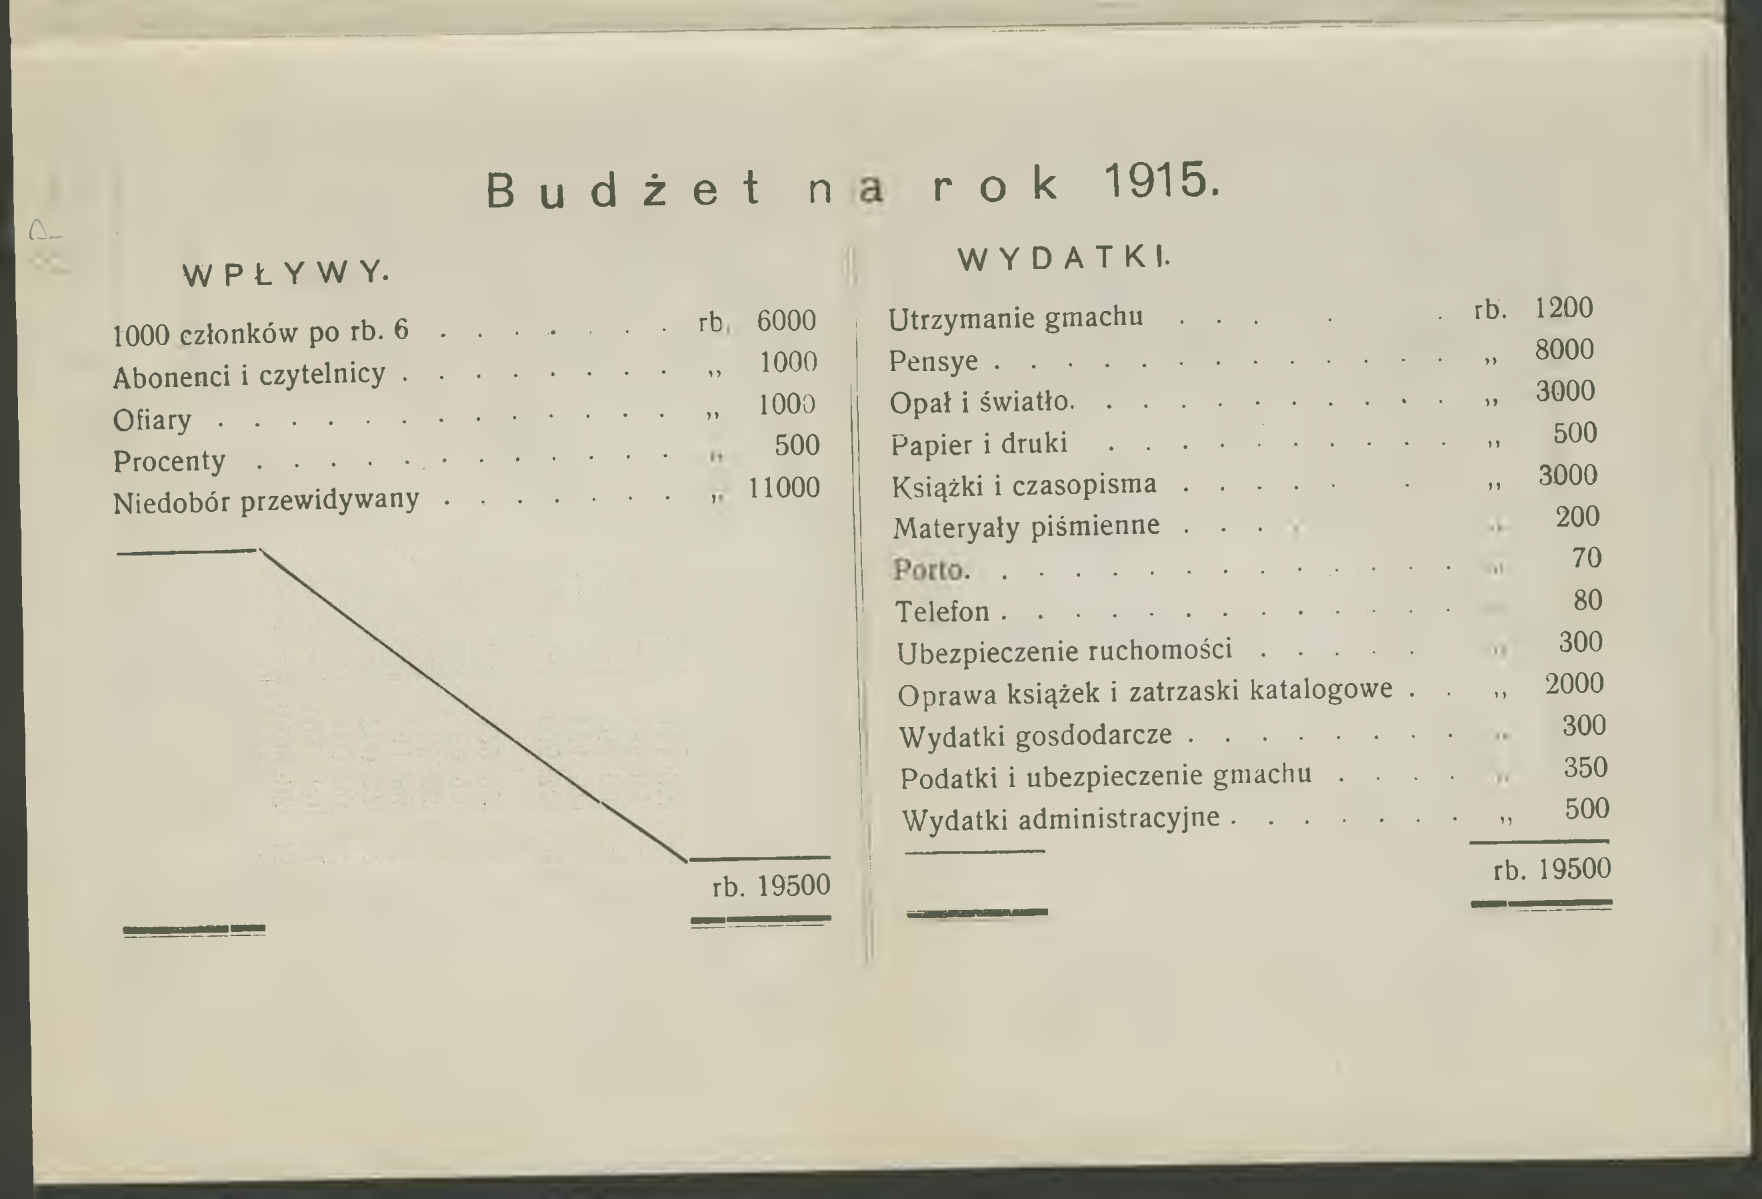 Budżet na rok 1915.
WPŁYWY.
1000 członków po rb. 6 . . . . . . . rb. 6000
Abonenci i czytelnicy . . . . . . . . „ 1000
Ofiary . . . . . . . . . . . . . „ 1000
Procenty . . . . . . . . . . . . „ 500
Niedobór przewidywany . . . . . . . „ 11000
rb. 19500
WYDATKI.
Utrzymanie gmachu . . . . . rb. 1200
Pensye . . . . . . . . . . . . . „ 8000
Opał i światło. . . . . . . . . . . „ 3000
Papier i druki . . . . . . . . . . „ 500
Książki i czasopisma . . . . . . „ 3000
Materyały piśmienne . . . . „ 200
Porto. . . . . . . . . . . . . . „ 70
Telefon . . . . . . . . . . . . . „ 80
Ubezpieczenie ruchomości . . . . . „ 300
Oprawa książek i zatrzaski katalogowe . . „ 2000
Wydatki gosdodarcze . . . . . . . . „ 300
Podatki i ubezpieczenie gmachu . . . . „ 350
Wydatki administracyjne . . . . . . . „ 500
rb. 19500